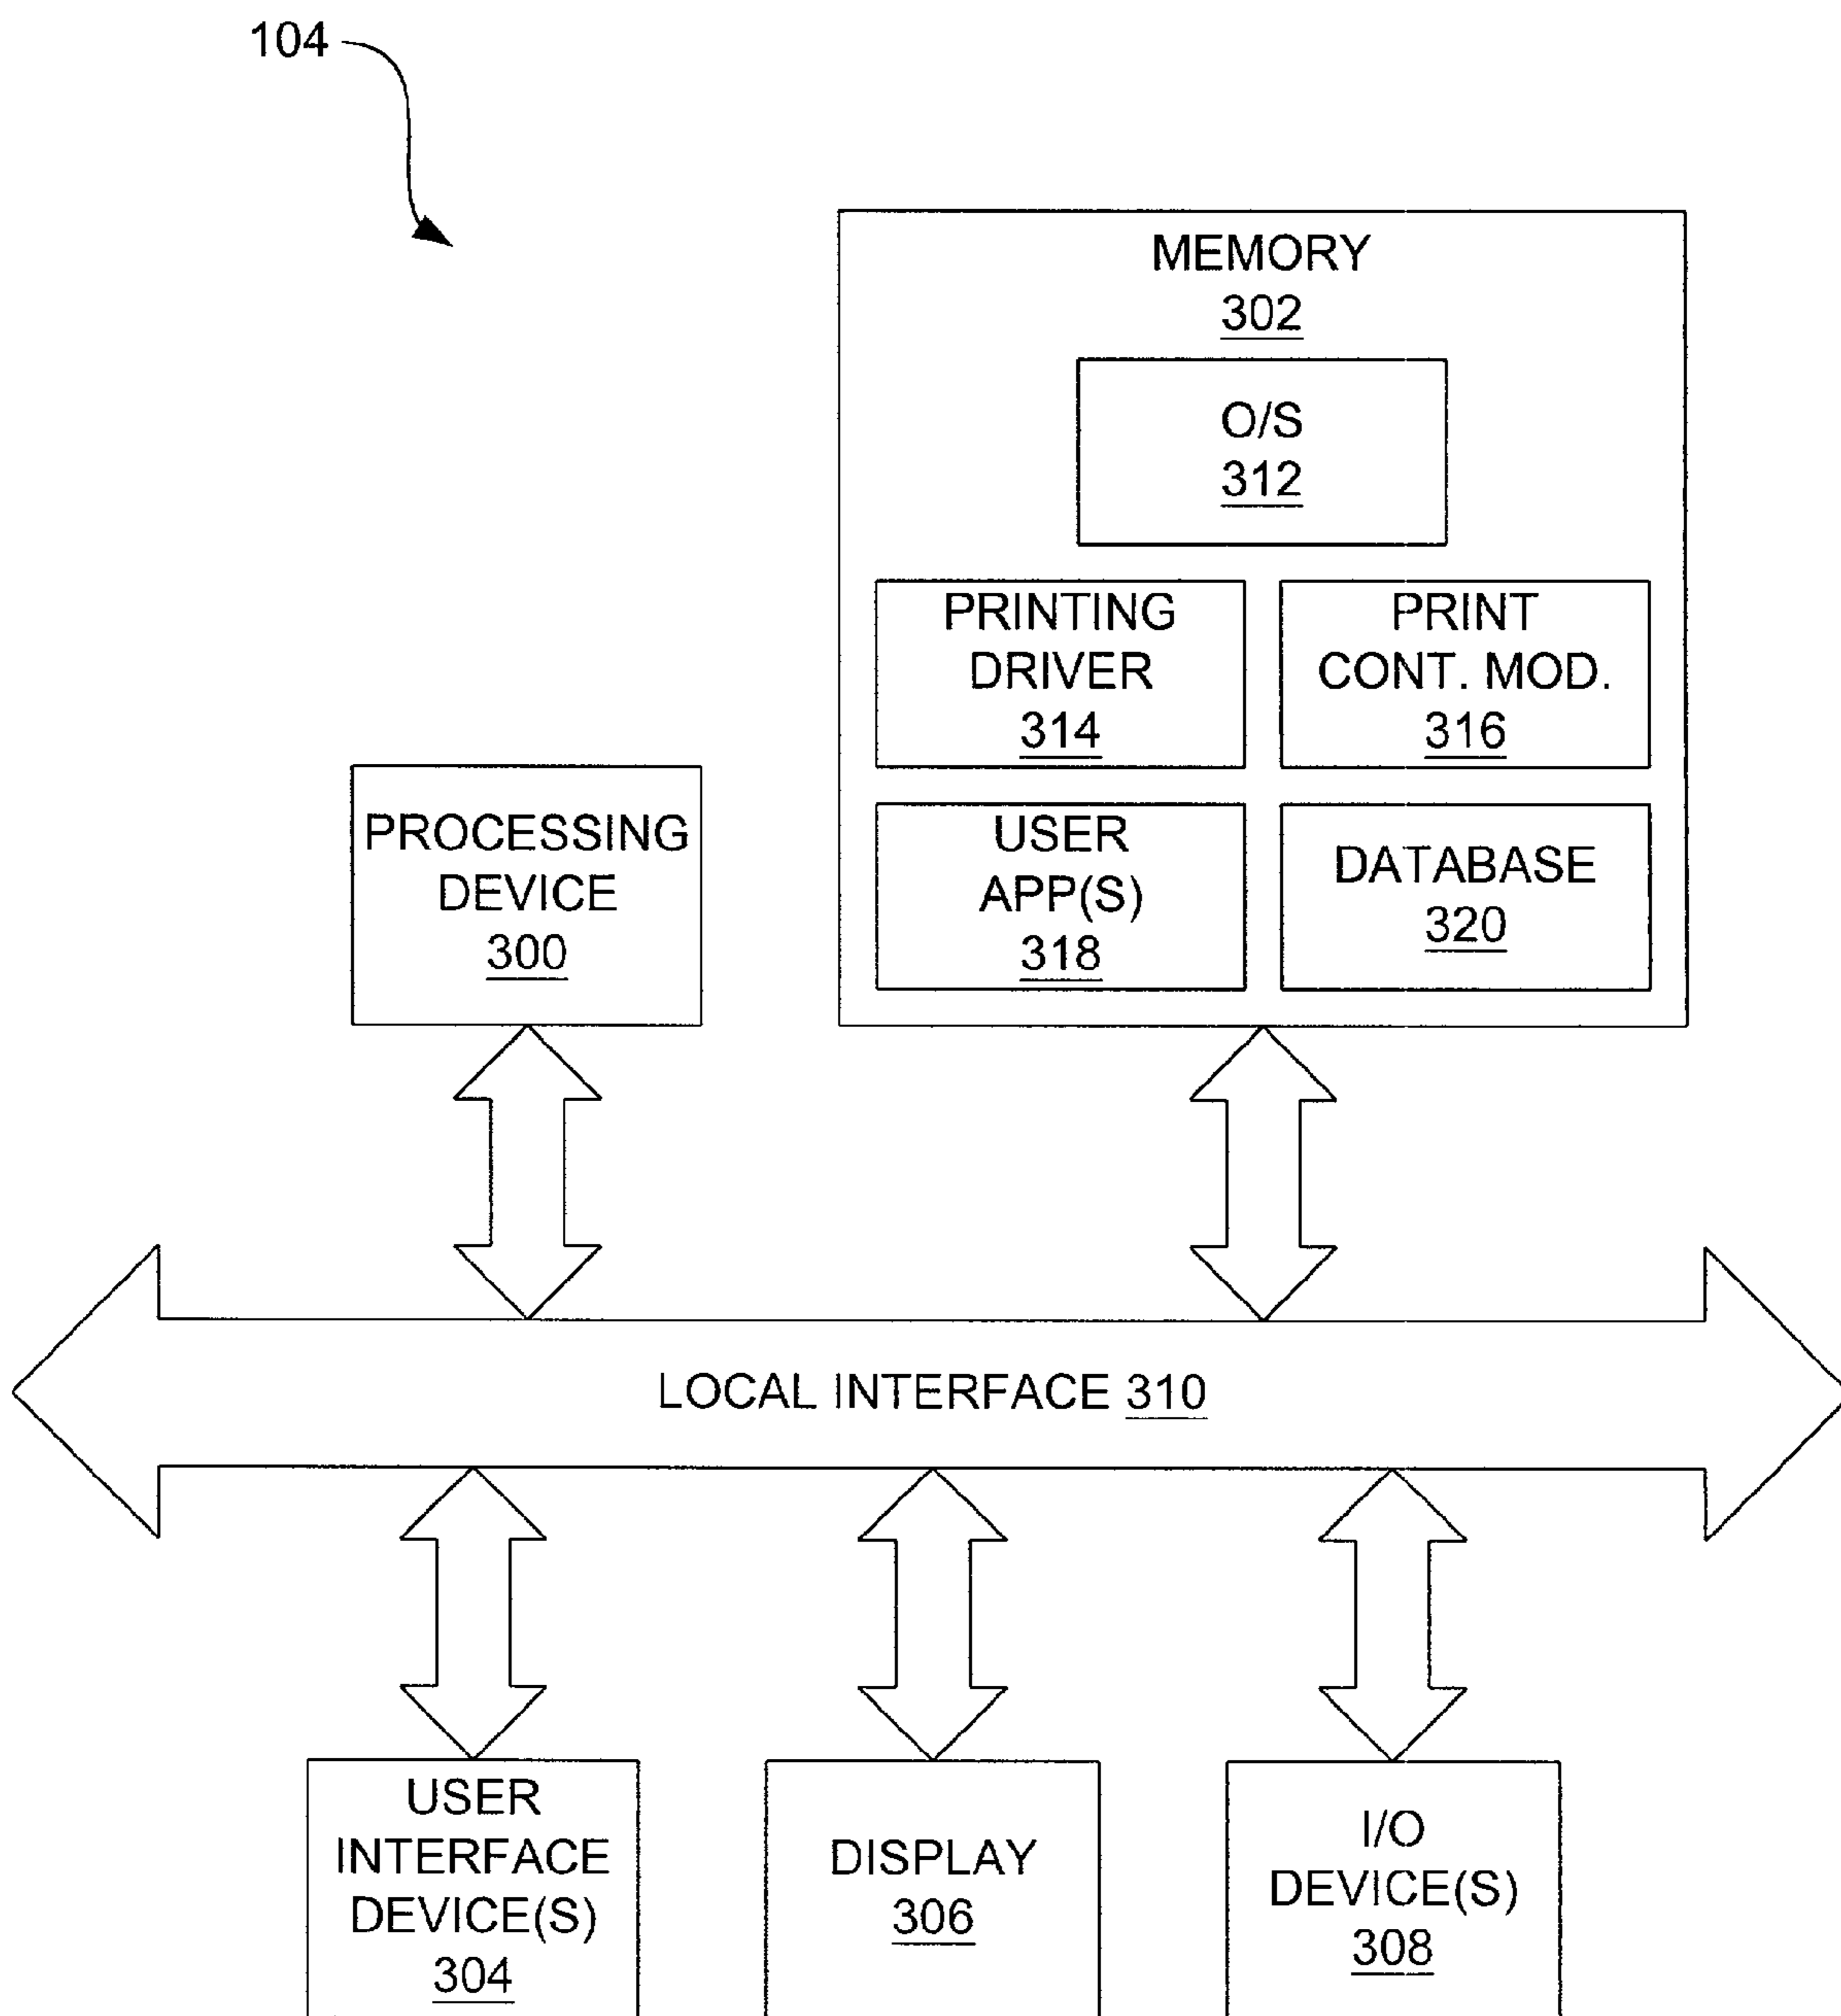 104
MEMORY
302
O/S
312
PRINTING
DRIVER
314
PRINT
CONT. MOD.
316
USER
APP(S)
318
DATABASE
320
PROCESSING
DEVICE
300
LOCAL INTERFACE 310
USER
INTERFACE
DEVICE(S)
304
DISPLAY
306
I/O
DEVICE(S)
308